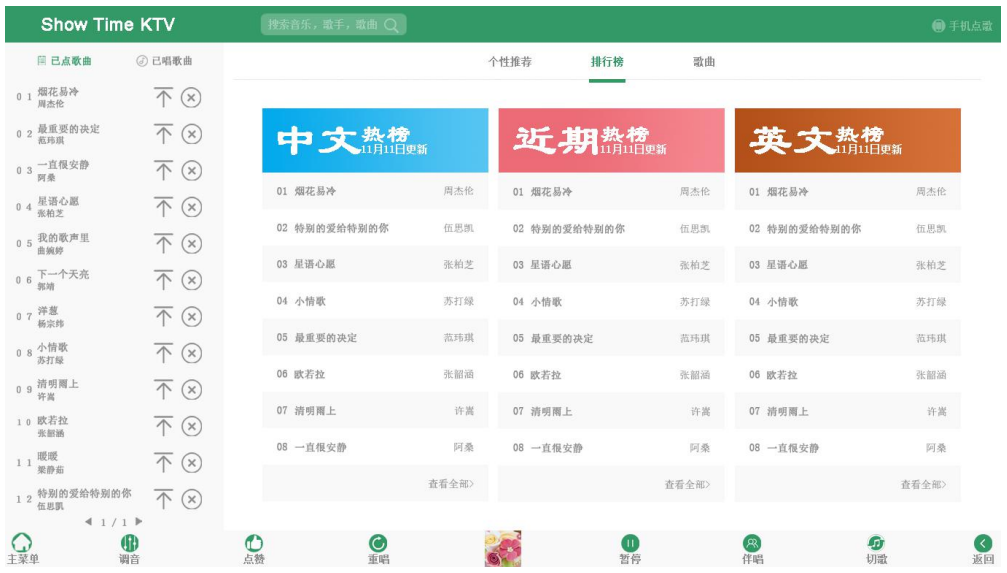 Show Time KTV
搜索音乐，歌手，歌曲
手机点歌
已点歌曲 已唱歌曲
个性推荐 排行榜 歌曲
01 烟花易冷
周杰伦
02 最重要的决定
范玮琪
03 一直很安静
阿桑
04 星语心愿
张柏芝
05 我的歌声里
曲婉婷
06 下一个天亮
郭靖
07 洋葱
杨宗纬
08 小情歌
苏打绿
09 清明雨上
许嵩
10 欧若拉
张韶涵
11 暖暖
梁静茹
12 特别的爱给特别的你
伍思凯
1/1
中文热榜
11月11日更新
01 烟花易冷 周杰伦
02 特别的爱给特别的你 伍思凯
03 星语心愿 张柏芝
04 小情歌 苏打绿
05 最重要的决定 范玮琪
06 欧若拉 张韶涵
07 清明雨上 许嵩
08 一直很安静 阿桑
查看全部>
近期热榜
11月11日更新
01 烟花易冷 周杰伦
02 特别的爱给特别的你 伍思凯
03 星语心愿 张柏芝
04 小情歌 苏打绿
05 最重要的决定 范玮琪
06 欧若拉 张韶涵
07 清明雨上 许嵩
08 一直很安静 阿桑
查看全部>
英文热榜
11月11日更新
01 烟花易冷 周杰伦
02 特别的爱给特别的你 伍思凯
03 星语心愿 张柏芝
04 小情歌 苏打绿
05 最重要的决定 范玮琪
06 欧若拉 张韶涵
07 清明雨上 许嵩
08 一直很安静 阿桑
查看全部>
主菜单 调音 点赞 重唱 暂停 伴唱 切歌 返回